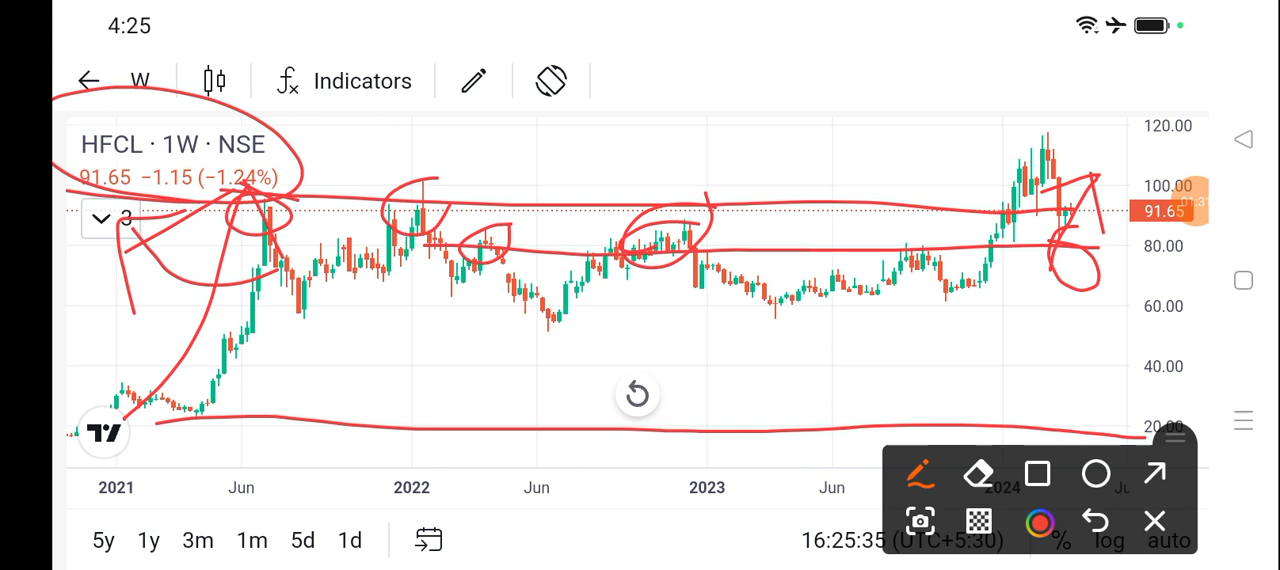 4:25
W
Indicators
HFCL · 1W · NSE
91.65 −1.15 (−1.24%)
3
120.00
100.00
91.65
80.00
60.00
40.00
20.00
2021 Jun 2022 Jun 2023 Jun 2024
5y 1y 3m 1m 5d 1d
16:25:35 (UTC+5:30) % log auto